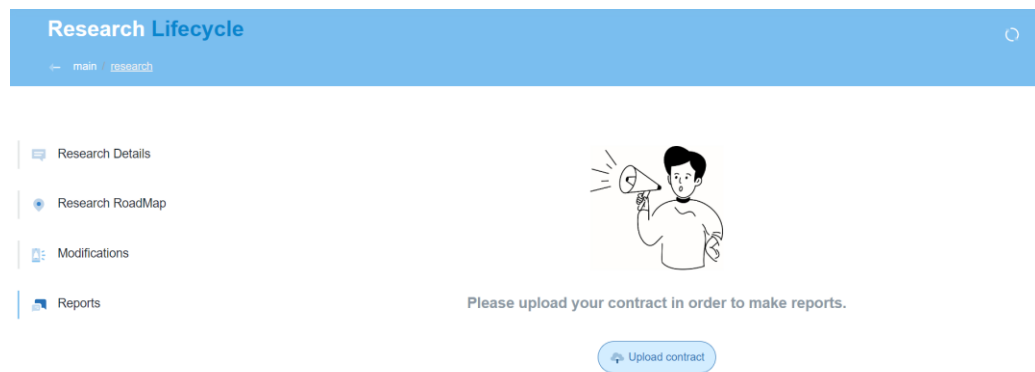 Research Lifecycle
← main / research
Research Details
Research RoadMap
Modifications
Reports
Please upload your contract in order to make reports.
Upload contract